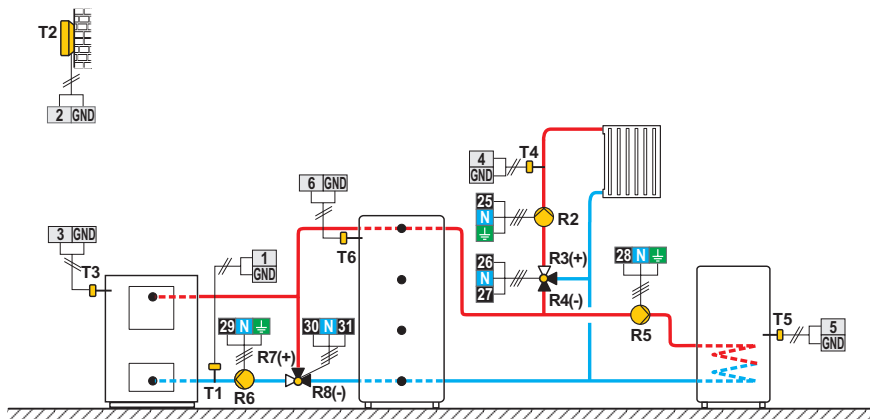 T2
2 GND
4
GND
T4
6 GND
25
N
R2
3 GND
T3
1
GND
T6
26
N
27
R3(+)
R4(-)
28 N
R5
T5
5
GND
29 N
30 N 31
R7(+)
R8(-)
T1
R6